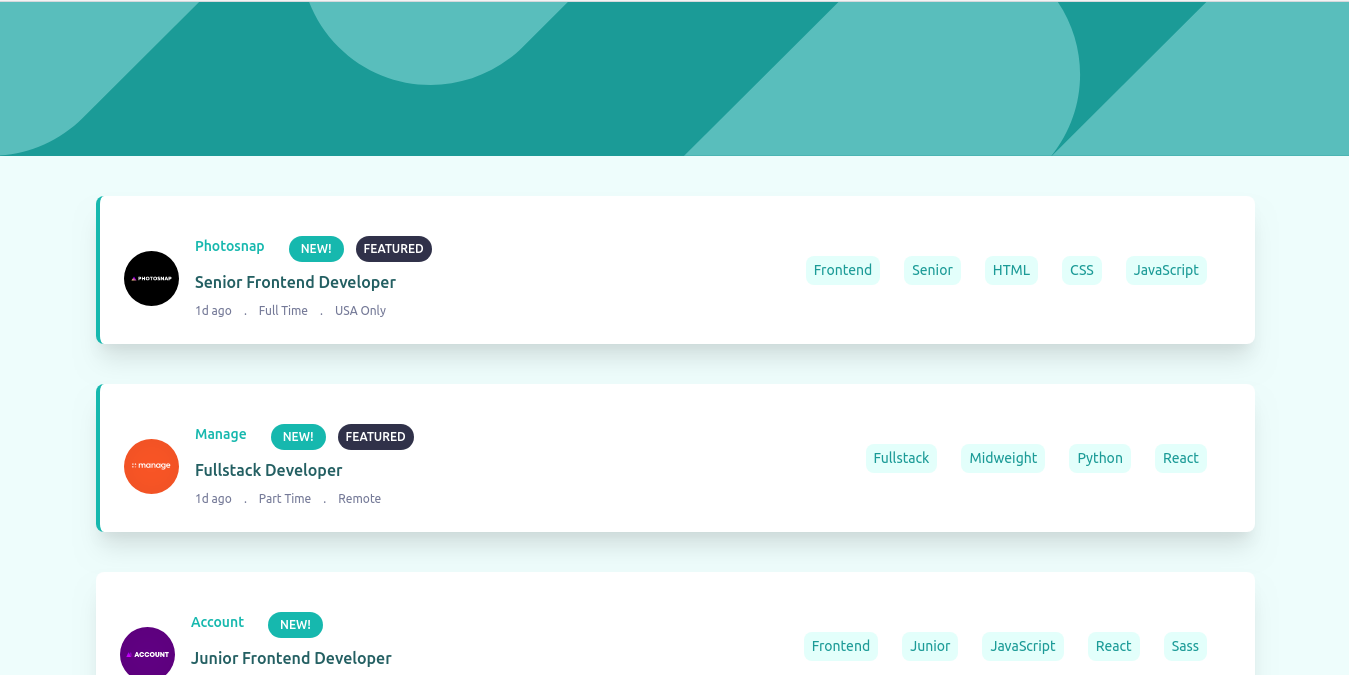 Photosnap NEW! FEATURED
PHOTOSNAP
Senior Frontend Developer
1d ago . Full Time . USA Only
Frontend Senior HTML CSS JavaScript
Manage NEW! FEATURED
manage
Fullstack Developer
1d ago . Part Time . Remote
Fullstack Midweight Python React
Account NEW!
ACCOUNT
Junior Frontend Developer
Frontend Junior JavaScript React Sass